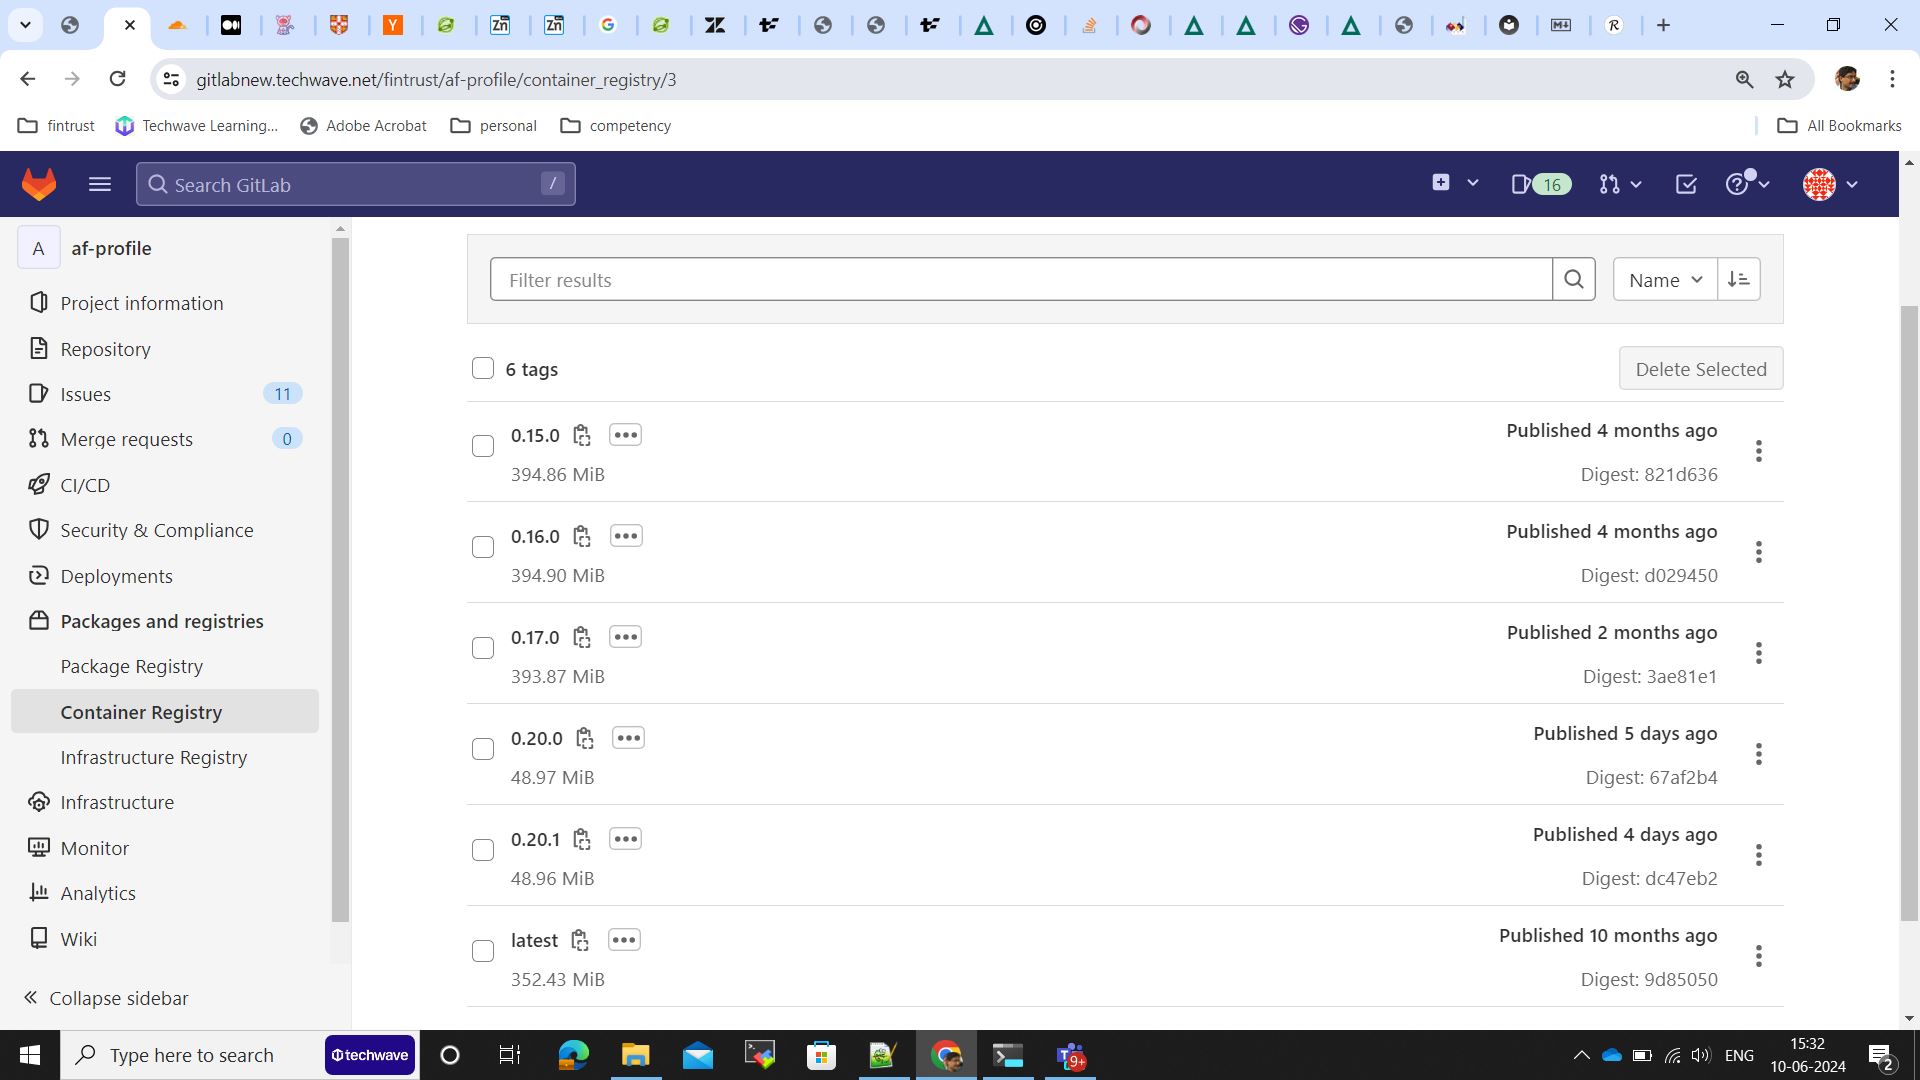 gitlabnew.techwave.net/fintrust/af-profile/container_registry/3
fintrust
Techwave Learning...
Adobe Acrobat
personal
competency
All Bookmarks
Search GitLab
/
16
A
af-profile
Project information
Repository
Issues
11
Merge requests
0
CI/CD
Security & Compliance
Deployments
Packages and registries
Package Registry
Container Registry
Infrastructure Registry
Infrastructure
Monitor
Analytics
Wiki
Collapse sidebar
Filter results
Name
6 tags
Delete Selected
0.15.0
Published 4 months ago
394.86 MiB
Digest: 821d636
0.16.0
Published 4 months ago
394.90 MiB
Digest: d029450
0.17.0
Published 2 months ago
393.87 MiB
Digest: 3ae81e1
0.20.0
Published 5 days ago
48.97 MiB
Digest: 67af2b4
0.20.1
Published 4 days ago
48.96 MiB
Digest: dc47eb2
latest
Published 10 months ago
352.43 MiB
Digest: 9d85050
Type here to search
techwave
9+
ENG
15:32
10-06-2024
2